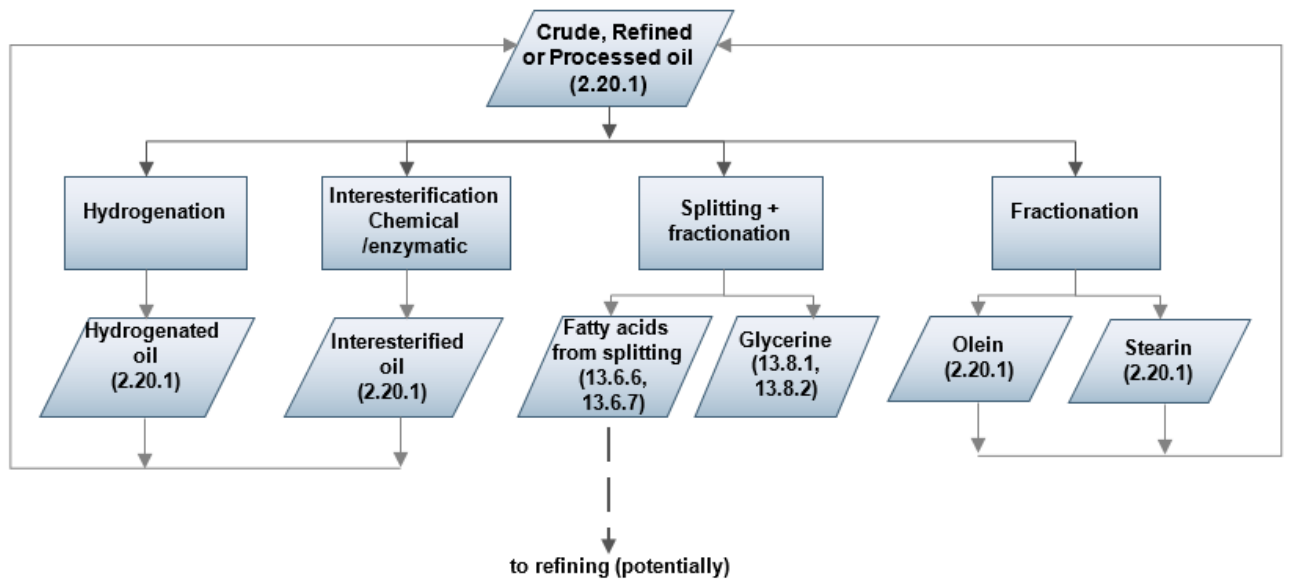 Crude, Refined
or Processed oil
(2.20.1)
Hydrogenation
Interesterification
Chemical
/enzymatic
Splitting +
fractionation
Fractionation
Hydrogenated
oil
(2.20.1)
Interesterified
oil
(2.20.1)
Fatty acids
from splitting
(13.6.6,
13.6.7)
Glycerine
(13.8.1,
13.8.2)
Olein
(2.20.1)
Stearin
(2.20.1)
to refining (potentially)